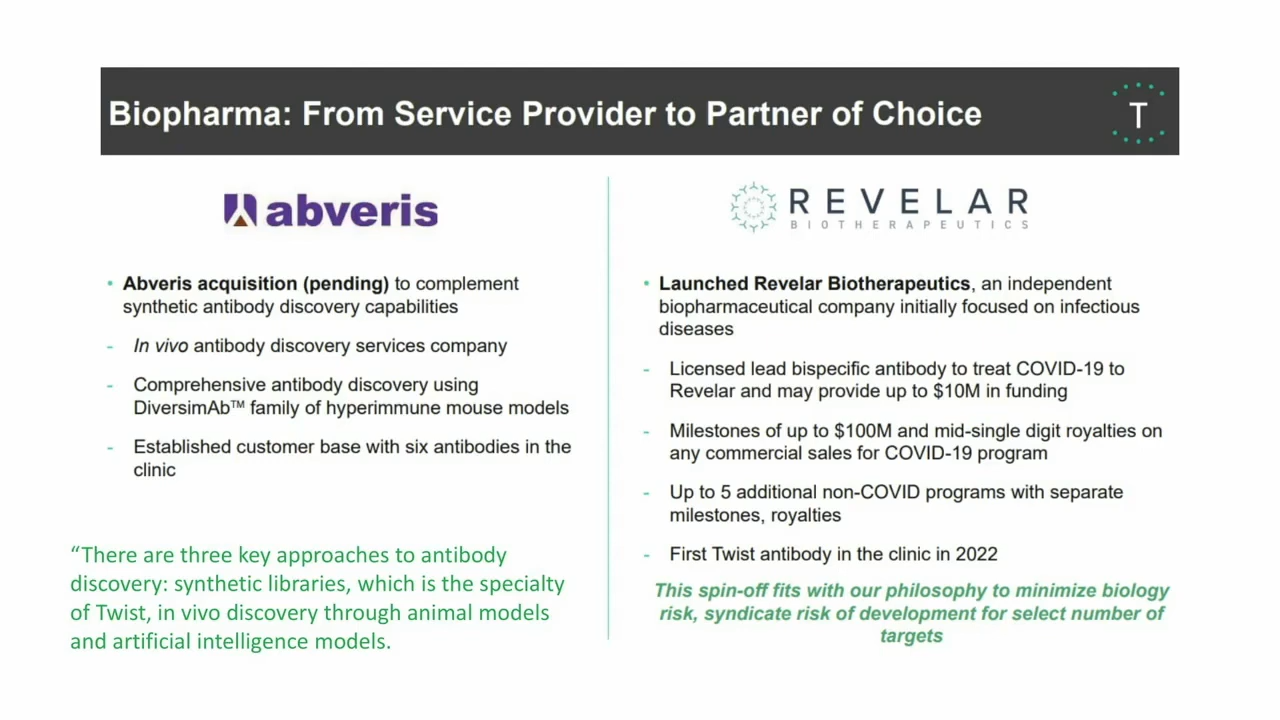 Biopharma: From Service Provider to Partner of Choice
T
abveris
• Abveris acquisition (pending) to complement
synthetic antibody discovery capabilities
- In vivo antibody discovery services company
- Comprehensive antibody discovery using
DiversimAb™ family of hyperimmune mouse models
- Established customer base with six antibodies in the
clinic
“There are three key approaches to antibody
discovery: synthetic libraries, which is the specialty
of Twist, in vivo discovery through animal models
and artificial intelligence models.
REVELAR
BIOTHERAPEUTICS
• Launched Revelar Biotherapeutics, an independent
biopharmaceutical company initially focused on infectious
diseases
- Licensed lead bispecific antibody to treat COVID-19 to
Revelar and may provide up to $10M in funding
- Milestones of up to $100M and mid-single digit royalties on
any commercial sales for COVID-19 program
- Up to 5 additional non-COVID programs with separate
milestones, royalties
- First Twist antibody in the clinic in 2022
This spin-off fits with our philosophy to minimize biology
risk, syndicate risk of development for select number of
targets